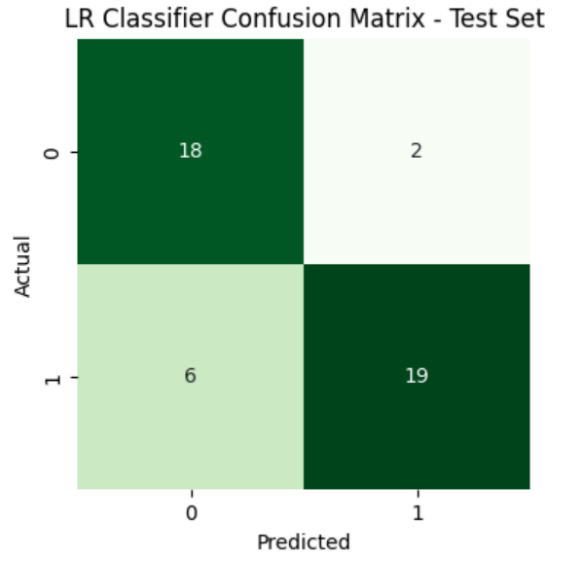 LR Classifier Confusion Matrix - Test Set
0
18
2
Actual
1
6
19
0
1
Predicted